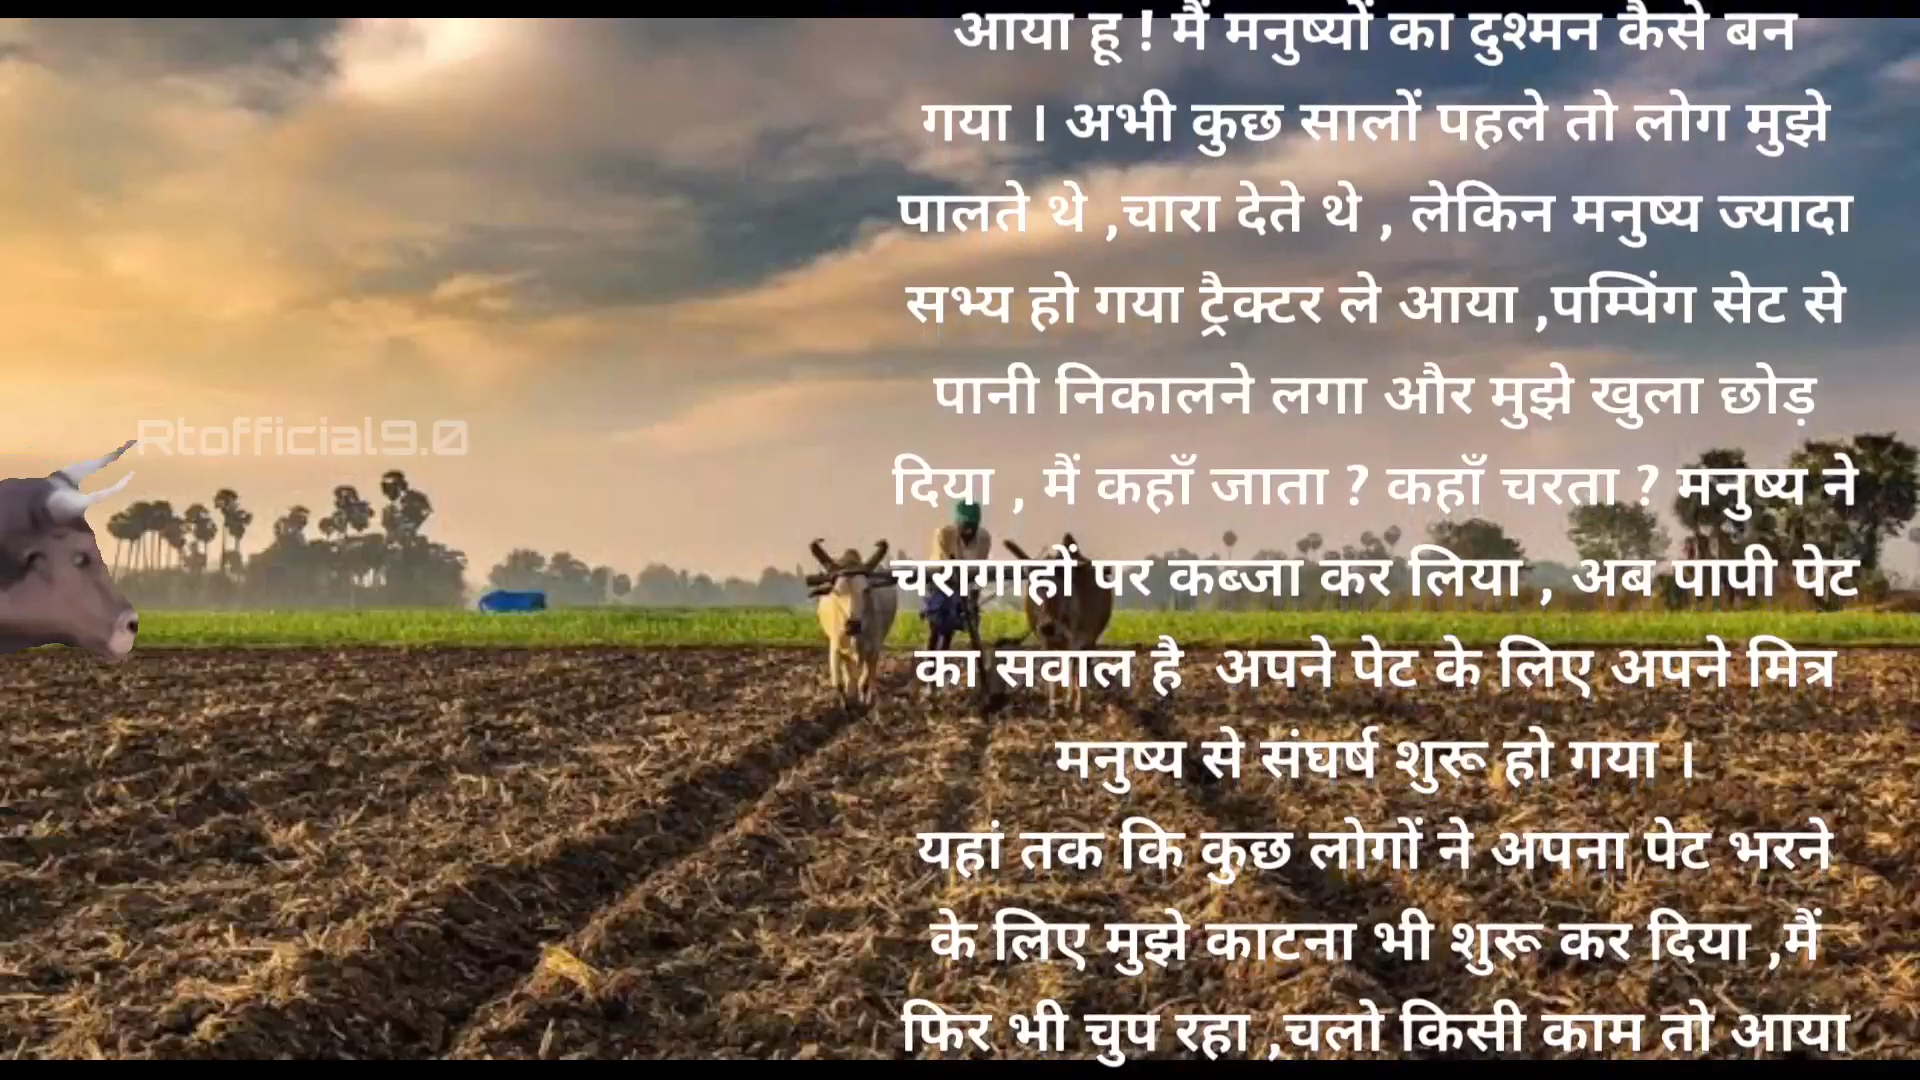 आया हू ! मैं मनुष्यों का दुश्मन कैसे बन
गया । अभी कुछ सालों पहले तो लोग मुझे
पालते थे ,चारा देते थे , लेकिन मनुष्य ज्यादा
सभ्य हो गया ट्रैक्टर ले आया ,पम्पिंग सेट से
पानी निकालने लगा और मुझे खुला छोड़
दिया , मैं कहाँ जाता ? कहाँ चरता ? मनुष्य ने
चरागाहों पर कब्जा कर लिया , अब पापी पेट
का सवाल है  अपने पेट के लिए अपने मित्र
मनुष्य से संघर्ष शुरू हो गया ।
यहां तक कि कुछ लोगों ने अपना पेट भरने
के लिए मुझे काटना भी शुरू कर दिया ,मैं
फिर भी चुप रहा ,चलो किसी काम तो आया
Rtofficial9.0